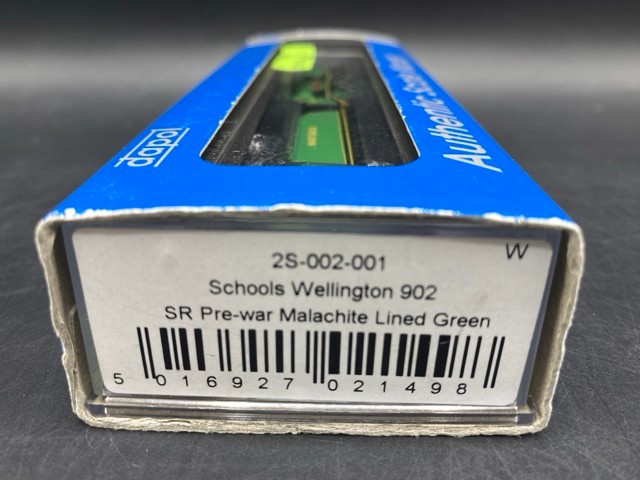 dapol
Authentic Scale
2S-002-001
W
Schools Wellington 902
SR Pre-war Malachite Lined Green
5 016927 021498